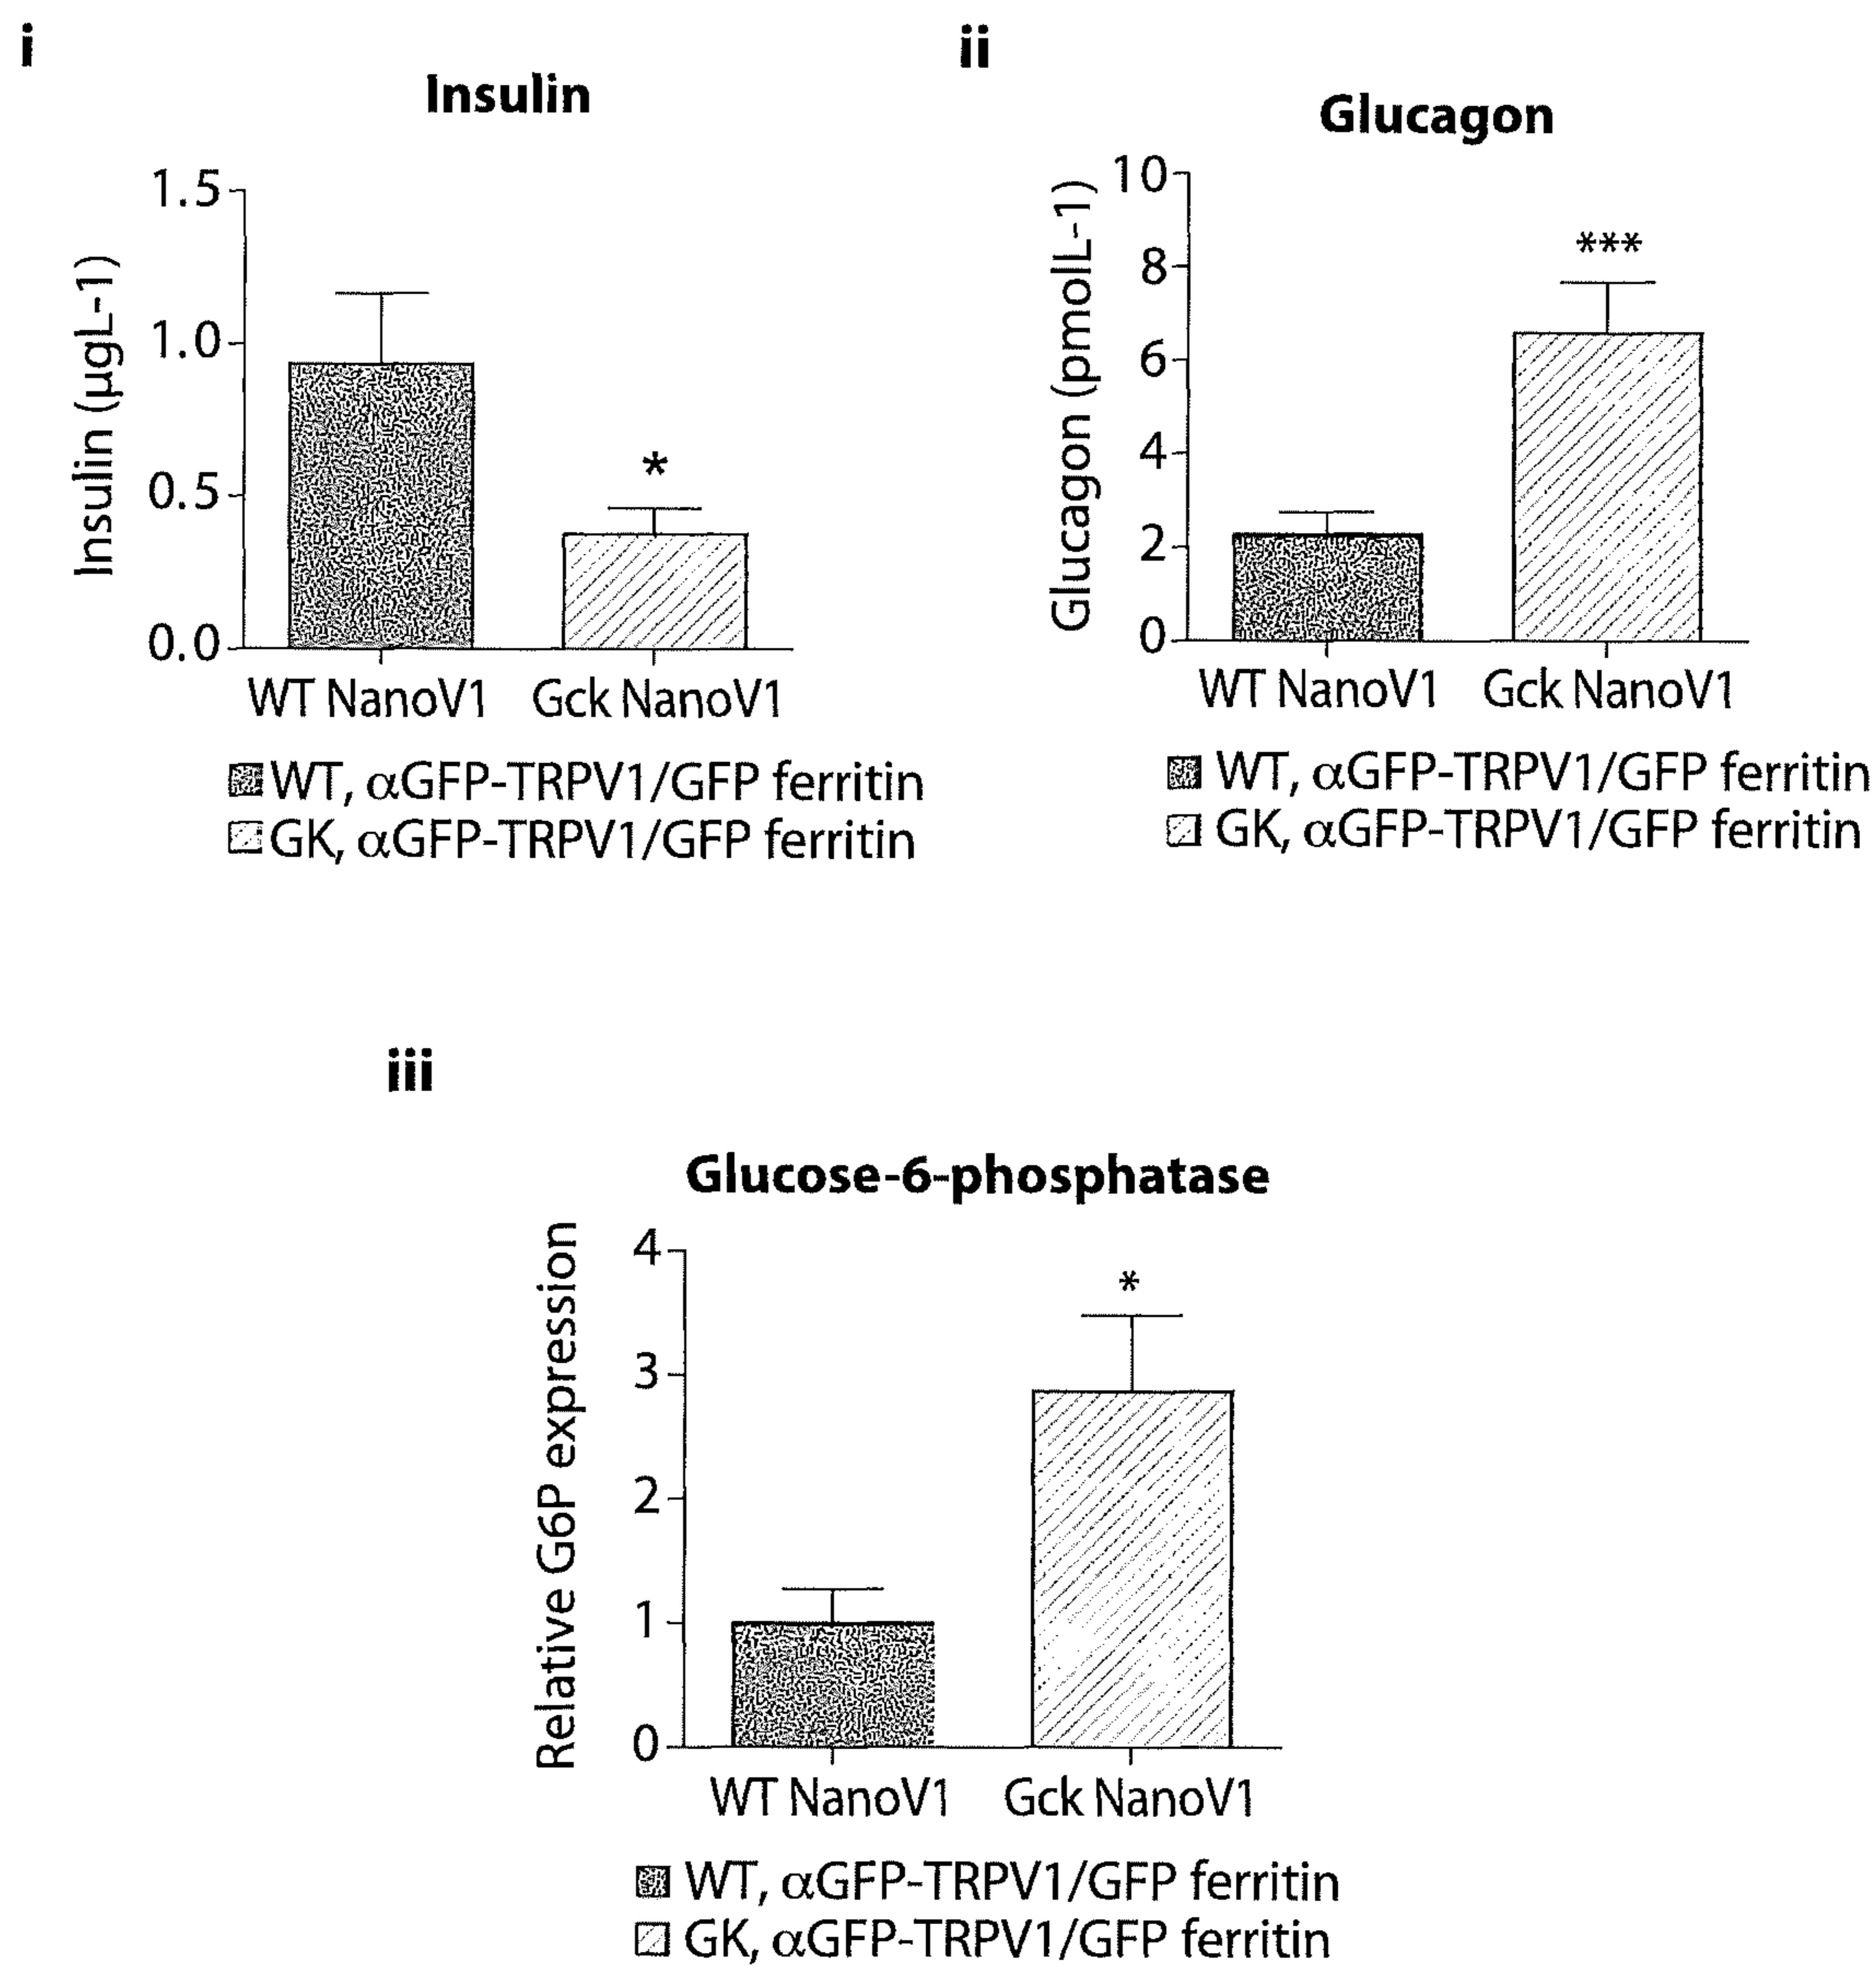 i
Insulin
Insulin (μgL-1)
1.5
1.0
0.5
0.0
*
WT NanoV1 Gck NanoV1
WT, αGFP-TRPV1/GFP ferritin
GK, αGFP-TRPV1/GFP ferritin
ii
Glucagon
Glucagon (pmolL-1)
10
8
6
4
2
0
***
WT NanoV1 Gck NanoV1
WT, αGFP-TRPV1/GFP ferritin
GK, αGFP-TRPV1/GFP ferritin
iii
Glucose-6-phosphatase
Relative G6P expression
4
3
2
1
0
*
WT NanoV1 Gck NanoV1
WT, αGFP-TRPV1/GFP ferritin
GK, αGFP-TRPV1/GFP ferritin